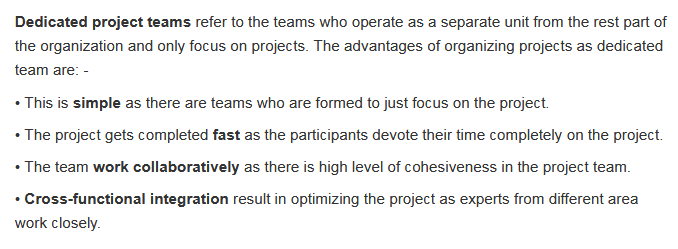 Dedicated project teams refer to the teams who operate as a separate unit from the rest part of
the organization and only focus on projects. The advantages of organizing projects as dedicated
team are: -
• This is simple as there are teams who are formed to just focus on the project.
• The project gets completed fast as the participants devote their time completely on the project.
• The team work collaboratively as there is high level of cohesiveness in the project team.
• Cross-functional integration result in optimizing the project as experts from different area
work closely.